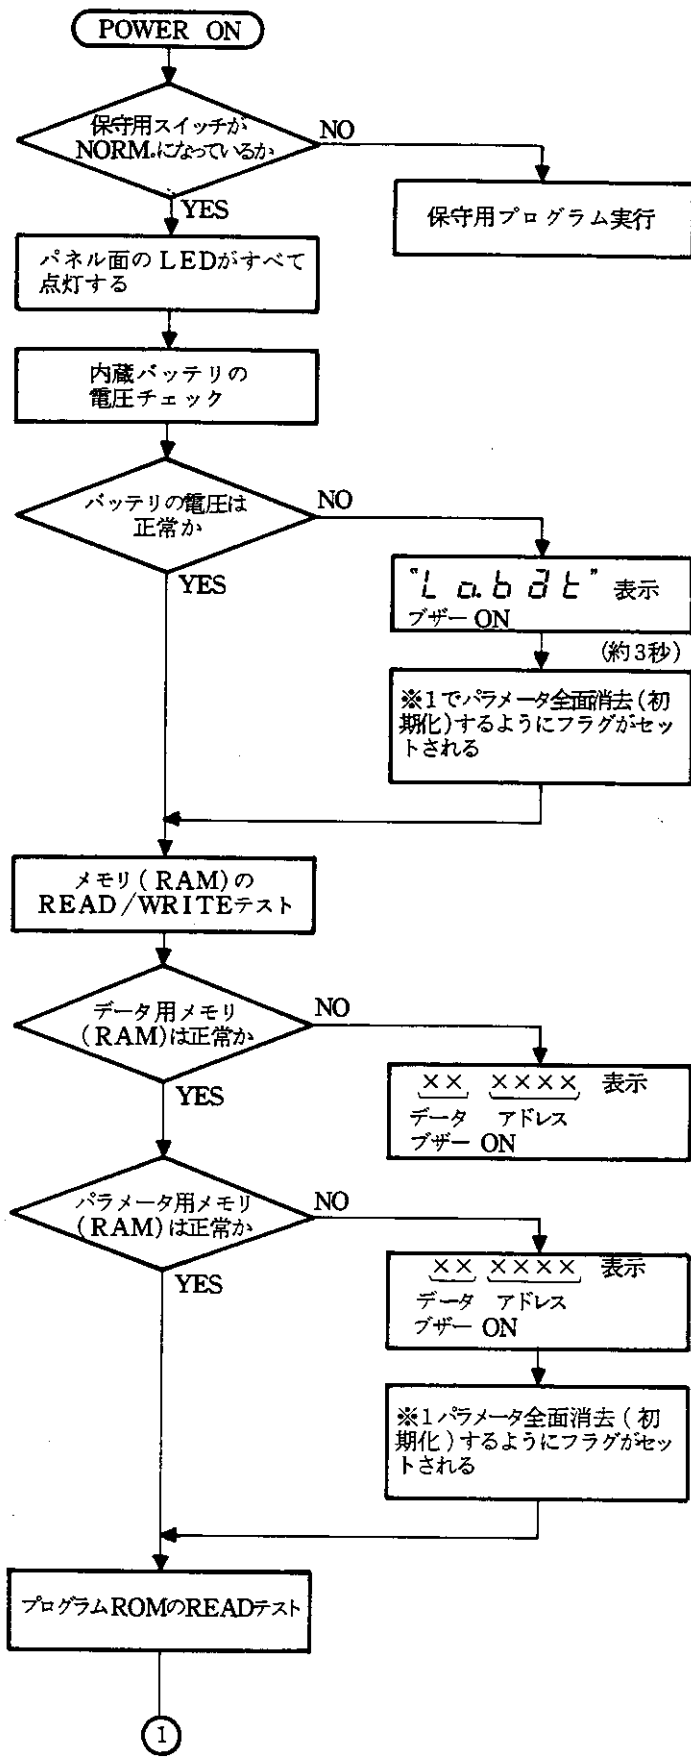 POWER ON
保守用スイッチが
NORM.になっているか
NO
YES
保守用プログラム実行
パネル面のLEDがすべて
点灯する
内蔵バッテリの
電圧チェック
バッテリの電圧は
正常か
NO
YES
"Lo.bAt" 表示
ブザー ON
(約3秒)
※1でパラメータ全面消去(初
期化)するようにフラグがセッ
トされる
メモリ(RAM)の
READ/WRITEテスト
データ用メモリ
(RAM)は正常か
NO
YES
×× ×××× 表示
データ アドレス
ブザー ON
パラメータ用メモリ
(RAM)は正常か
NO
YES
×× ×××× 表示
データ アドレス
ブザー ON
※1パラメータ全面消去(初
期化)するようにフラグがセッ
トされる
プログラムROMのREADテスト
1